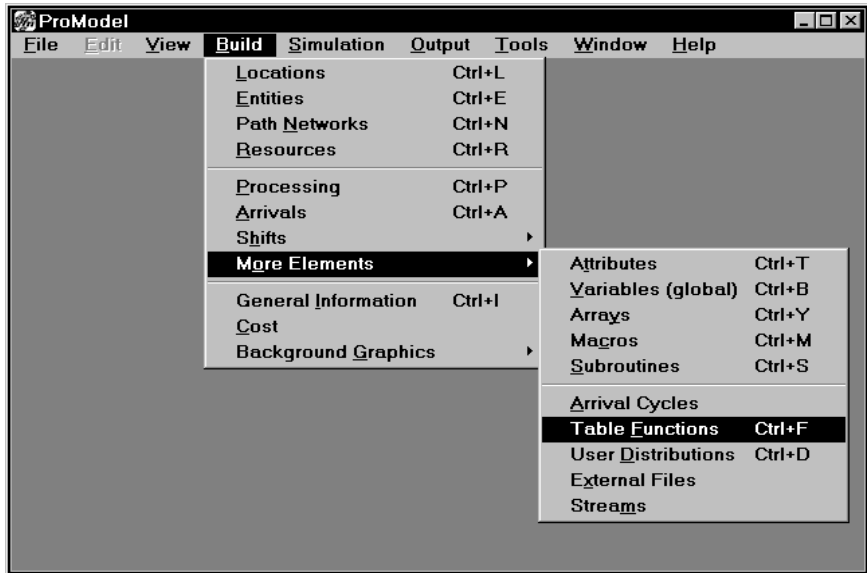 ProModel
File Edit View Build Simulation Output Tools Window Help
Locations Ctrl+L
Entities Ctrl+E
Path Networks Ctrl+N
Resources Ctrl+R
Processing Ctrl+P
Arrivals Ctrl+A
Shifts
More Elements
General Information Ctrl+I
Cost
Background Graphics
Attributes Ctrl+T
Variables (global) Ctrl+B
Arrays Ctrl+Y
Macros Ctrl+M
Subroutines Ctrl+S
Arrival Cycles
Table Functions Ctrl+F
User Distributions Ctrl+D
External Files
Streams